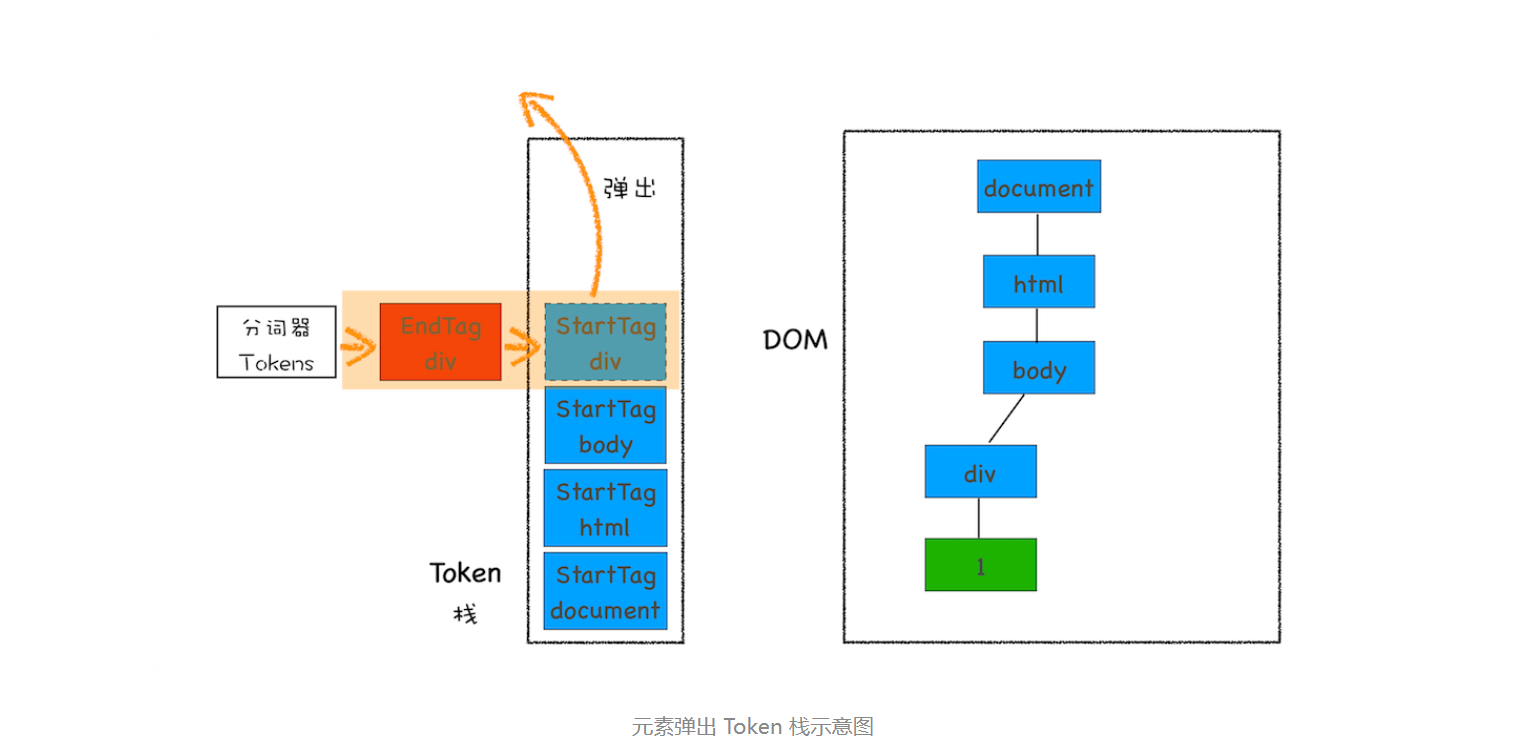 弹出
分词器
Tokens
EndTag
div
StartTag
div
StartTag
body
StartTag
html
StartTag
document
Token
栈
DOM
document
html
body
div
1
元素弹出 Token 栈示意图